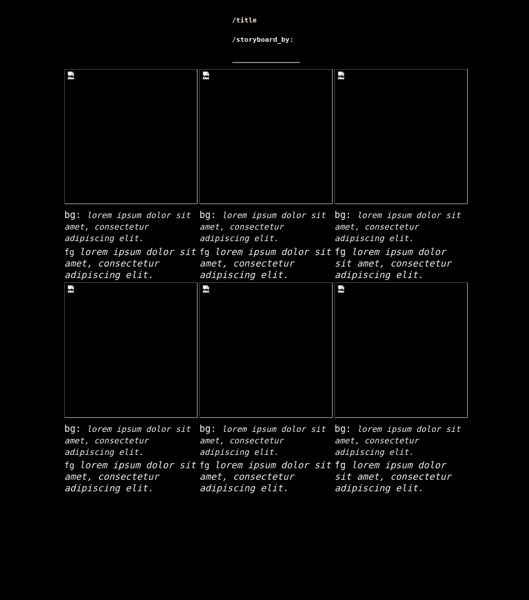 /title
/storyboard_by:
bg: lorem ipsum dolor sit
amet, consectetur
adipiscing elit.
fg lorem ipsum dolor sit
amet, consectetur
adipiscing elit.
bg: lorem ipsum dolor sit
amet, consectetur
adipiscing elit.
fg lorem ipsum dolor sit
amet, consectetur
adipiscing elit.
bg: lorem ipsum dolor sit
amet, consectetur
adipiscing elit.
fg lorem ipsum dolor
sit amet, consectetur
adipiscing elit.
bg: lorem ipsum dolor sit
amet, consectetur
adipiscing elit.
fg lorem ipsum dolor sit
amet, consectetur
adipiscing elit.
bg: lorem ipsum dolor sit
amet, consectetur
adipiscing elit.
fg lorem ipsum dolor sit
amet, consectetur
adipiscing elit.
bg: lorem ipsum dolor sit
amet, consectetur
adipiscing elit.
fg lorem ipsum dolor
sit amet, consectetur
adipiscing elit.